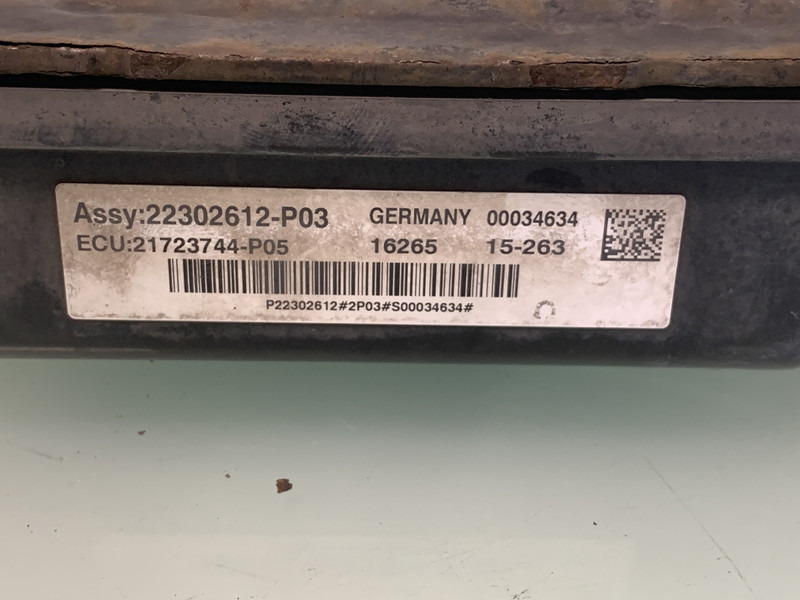 Assy:22302612-P03 GERMANY 00034634
ECU:21723744-P05 16265 15-263
P22302612#2P03#S00034634#